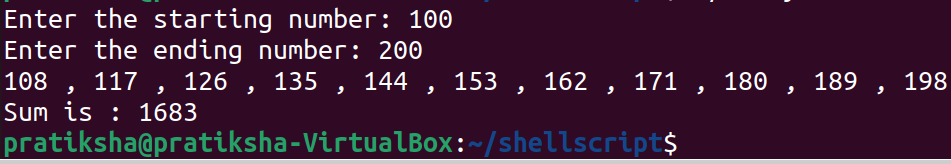 Enter the starting number: 100
Enter the ending number: 200
108 , 117 , 126 , 135 , 144 , 153 , 162 , 171 , 180 , 189 , 198
Sum is : 1683
pratiksha@pratiksha-VirtualBox:~/shellscript$